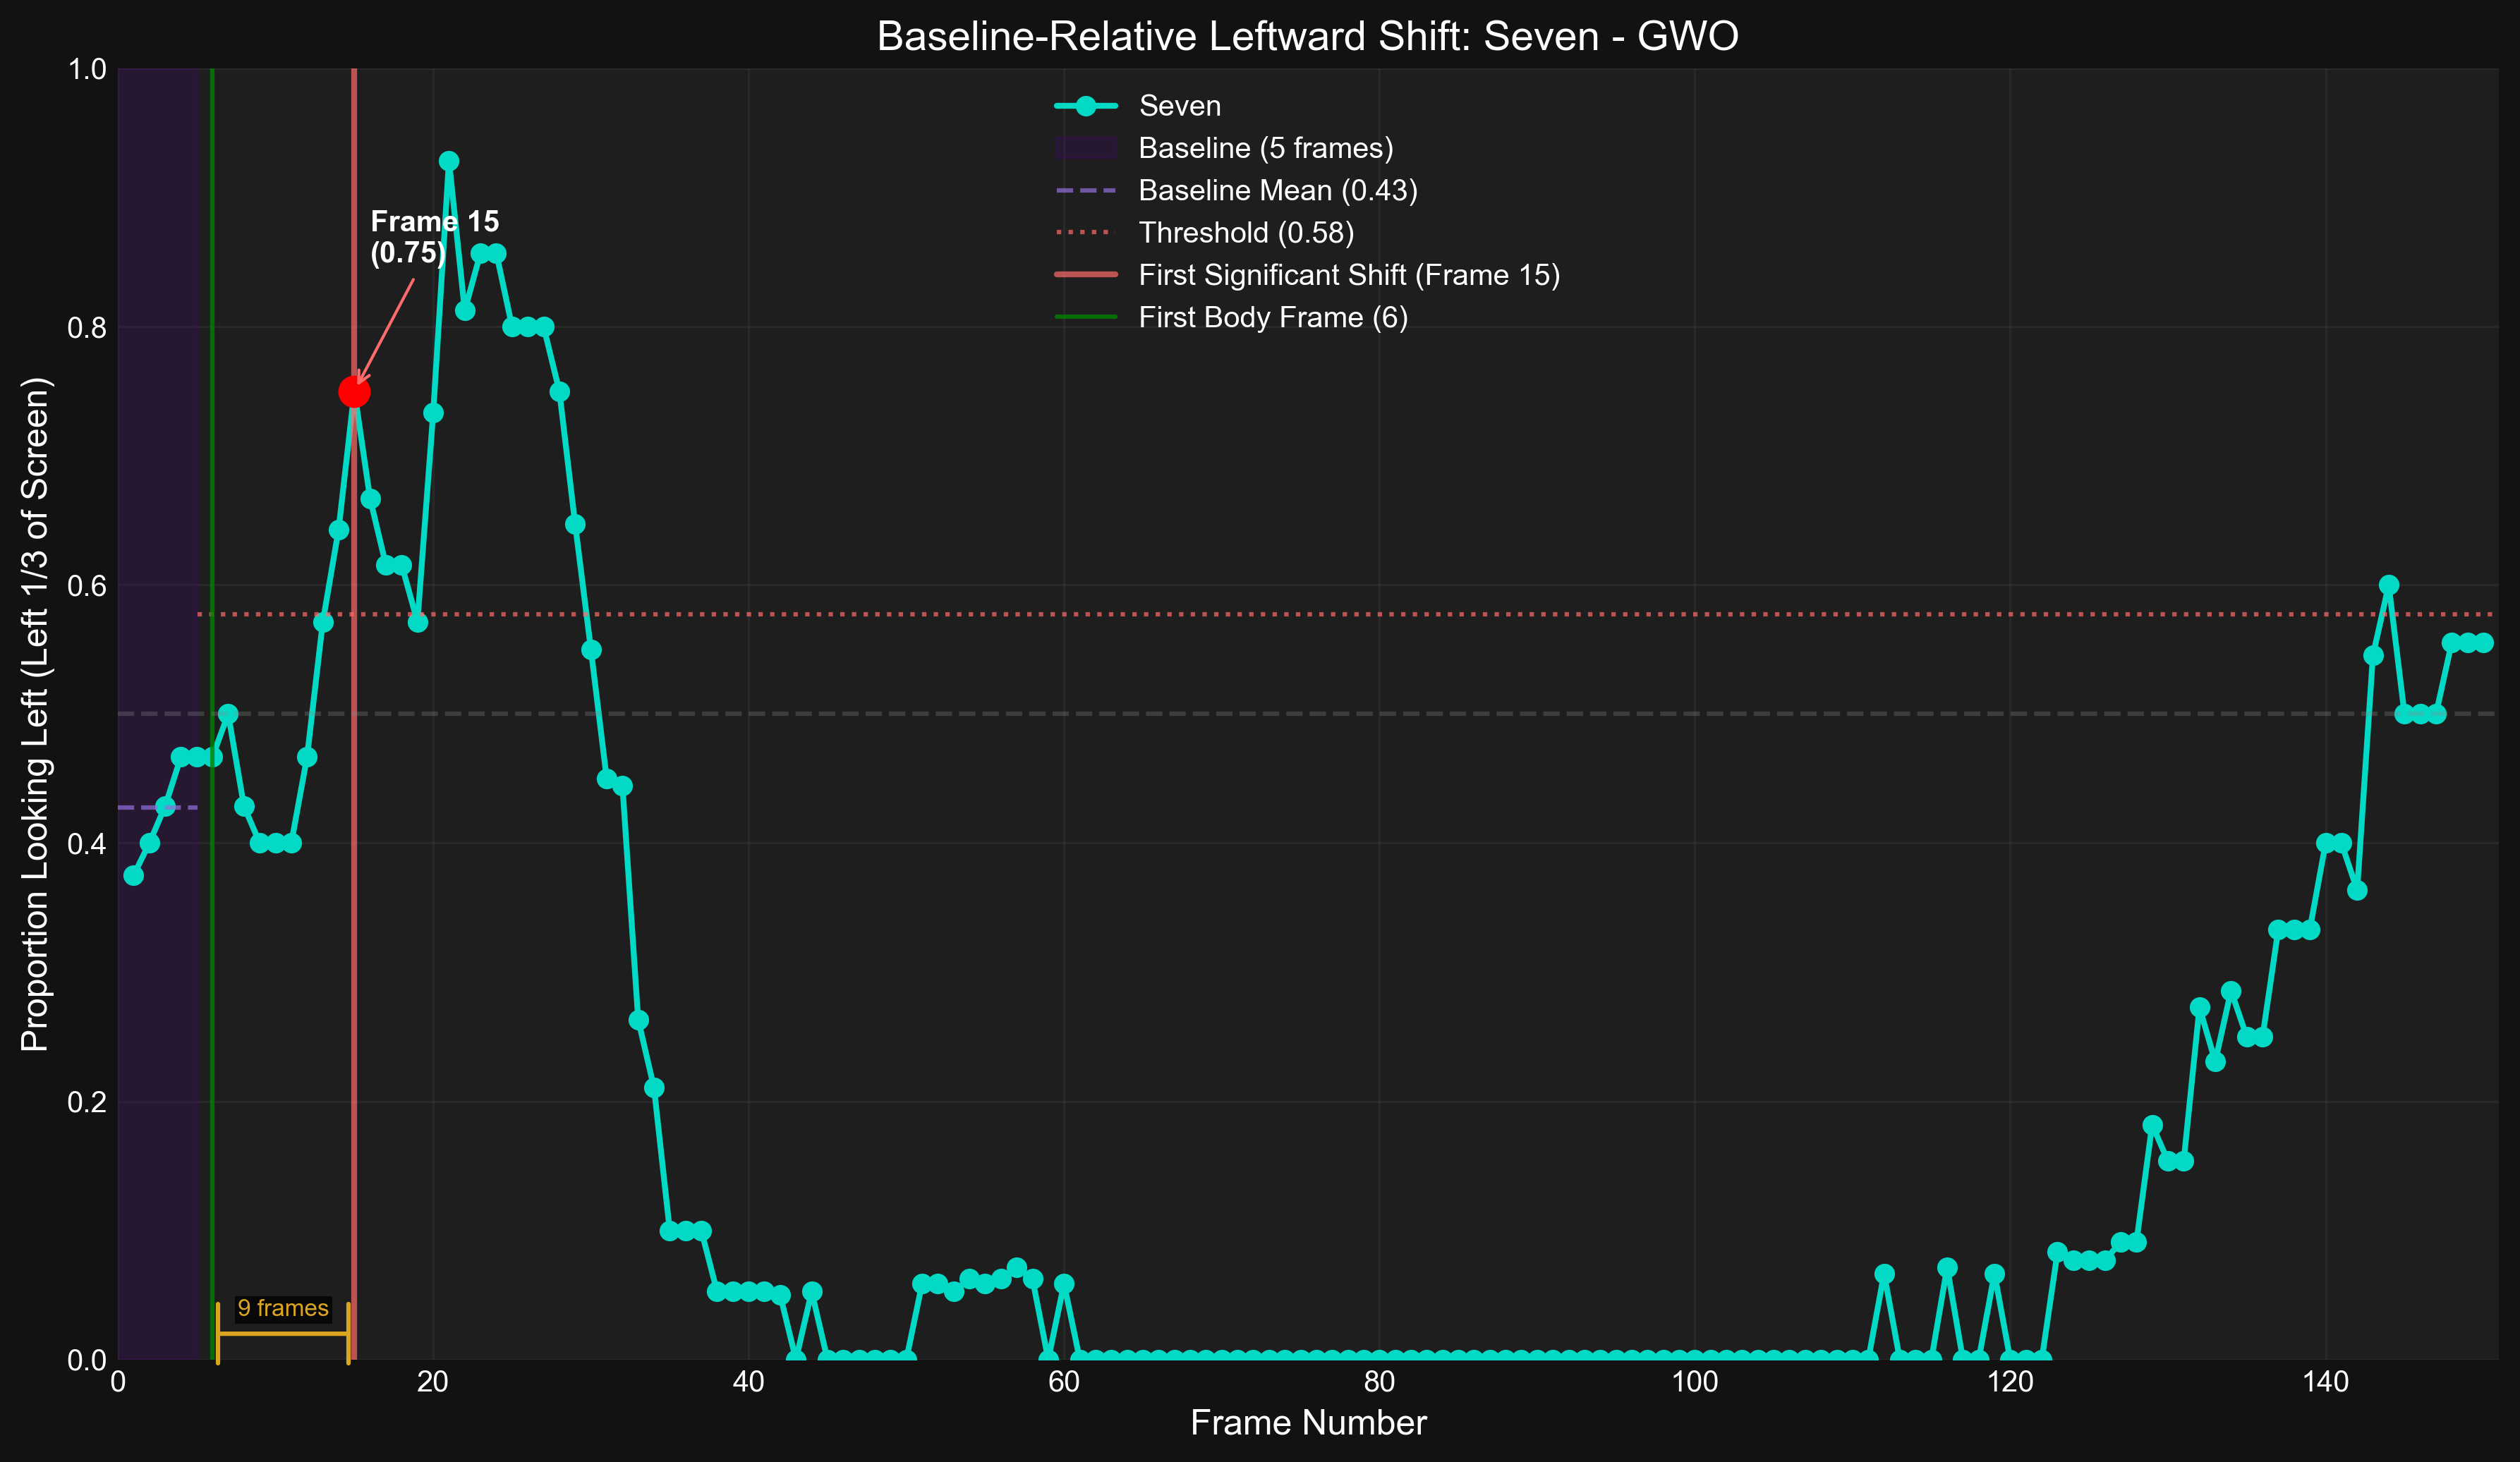 Baseline-Relative Leftward Shift: Seven - GWO
1.0
0.8
0.6
0.4
0.2
0.0
Proportion Looking Left (Left 1/3 of Screen)
Seven
Baseline (5 frames)
Baseline Mean (0.43)
Threshold (0.58)
First Significant Shift (Frame 15)
First Body Frame (6)
Frame 15
(0.75)
9 frames
0
20
40
60
80
100
120
140
Frame Number